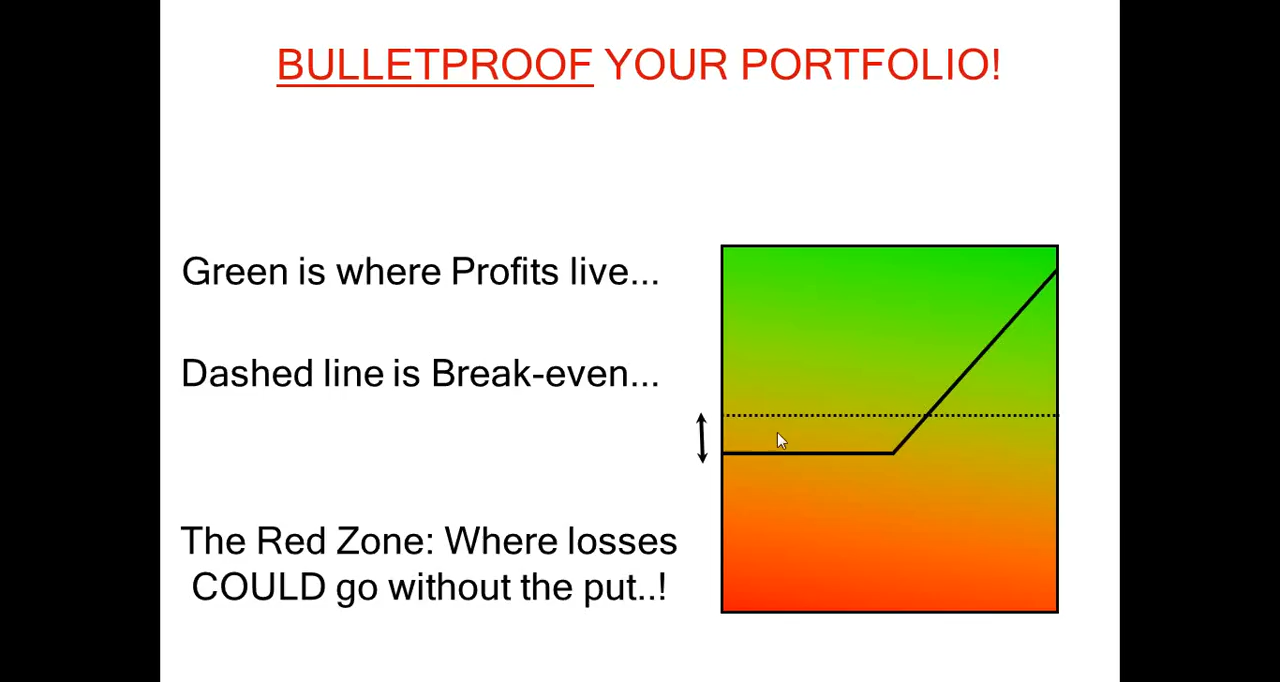 BULLETPROOF YOUR PORTFOLIO!
Green is where Profits live...
Dashed line is Break-even...
The Red Zone: Where losses
COULD go without the put..!